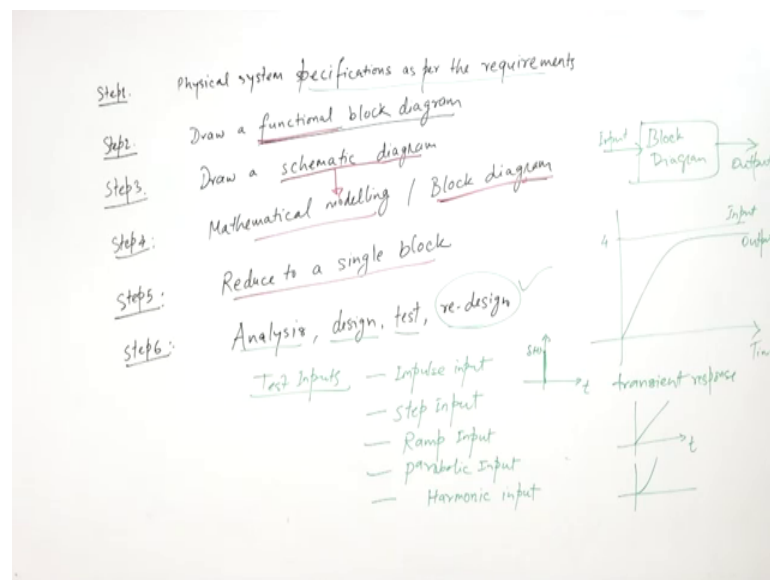 Step1. Physical system specifications as per the requirements
Step2. Draw a functional block diagram
Step3. Draw a schematic diagram
Step4: Mathematical modelling / Block diagram
Step5: Reduce to a single block
Step6: Analysis, design, test, re-design
Test Inputs – Impulse input
– Step input
– Ramp Input
– parabolic Input
– Harmonic input
Input
Block
Diagram
Output
Input
4
Output
t
transient response
t